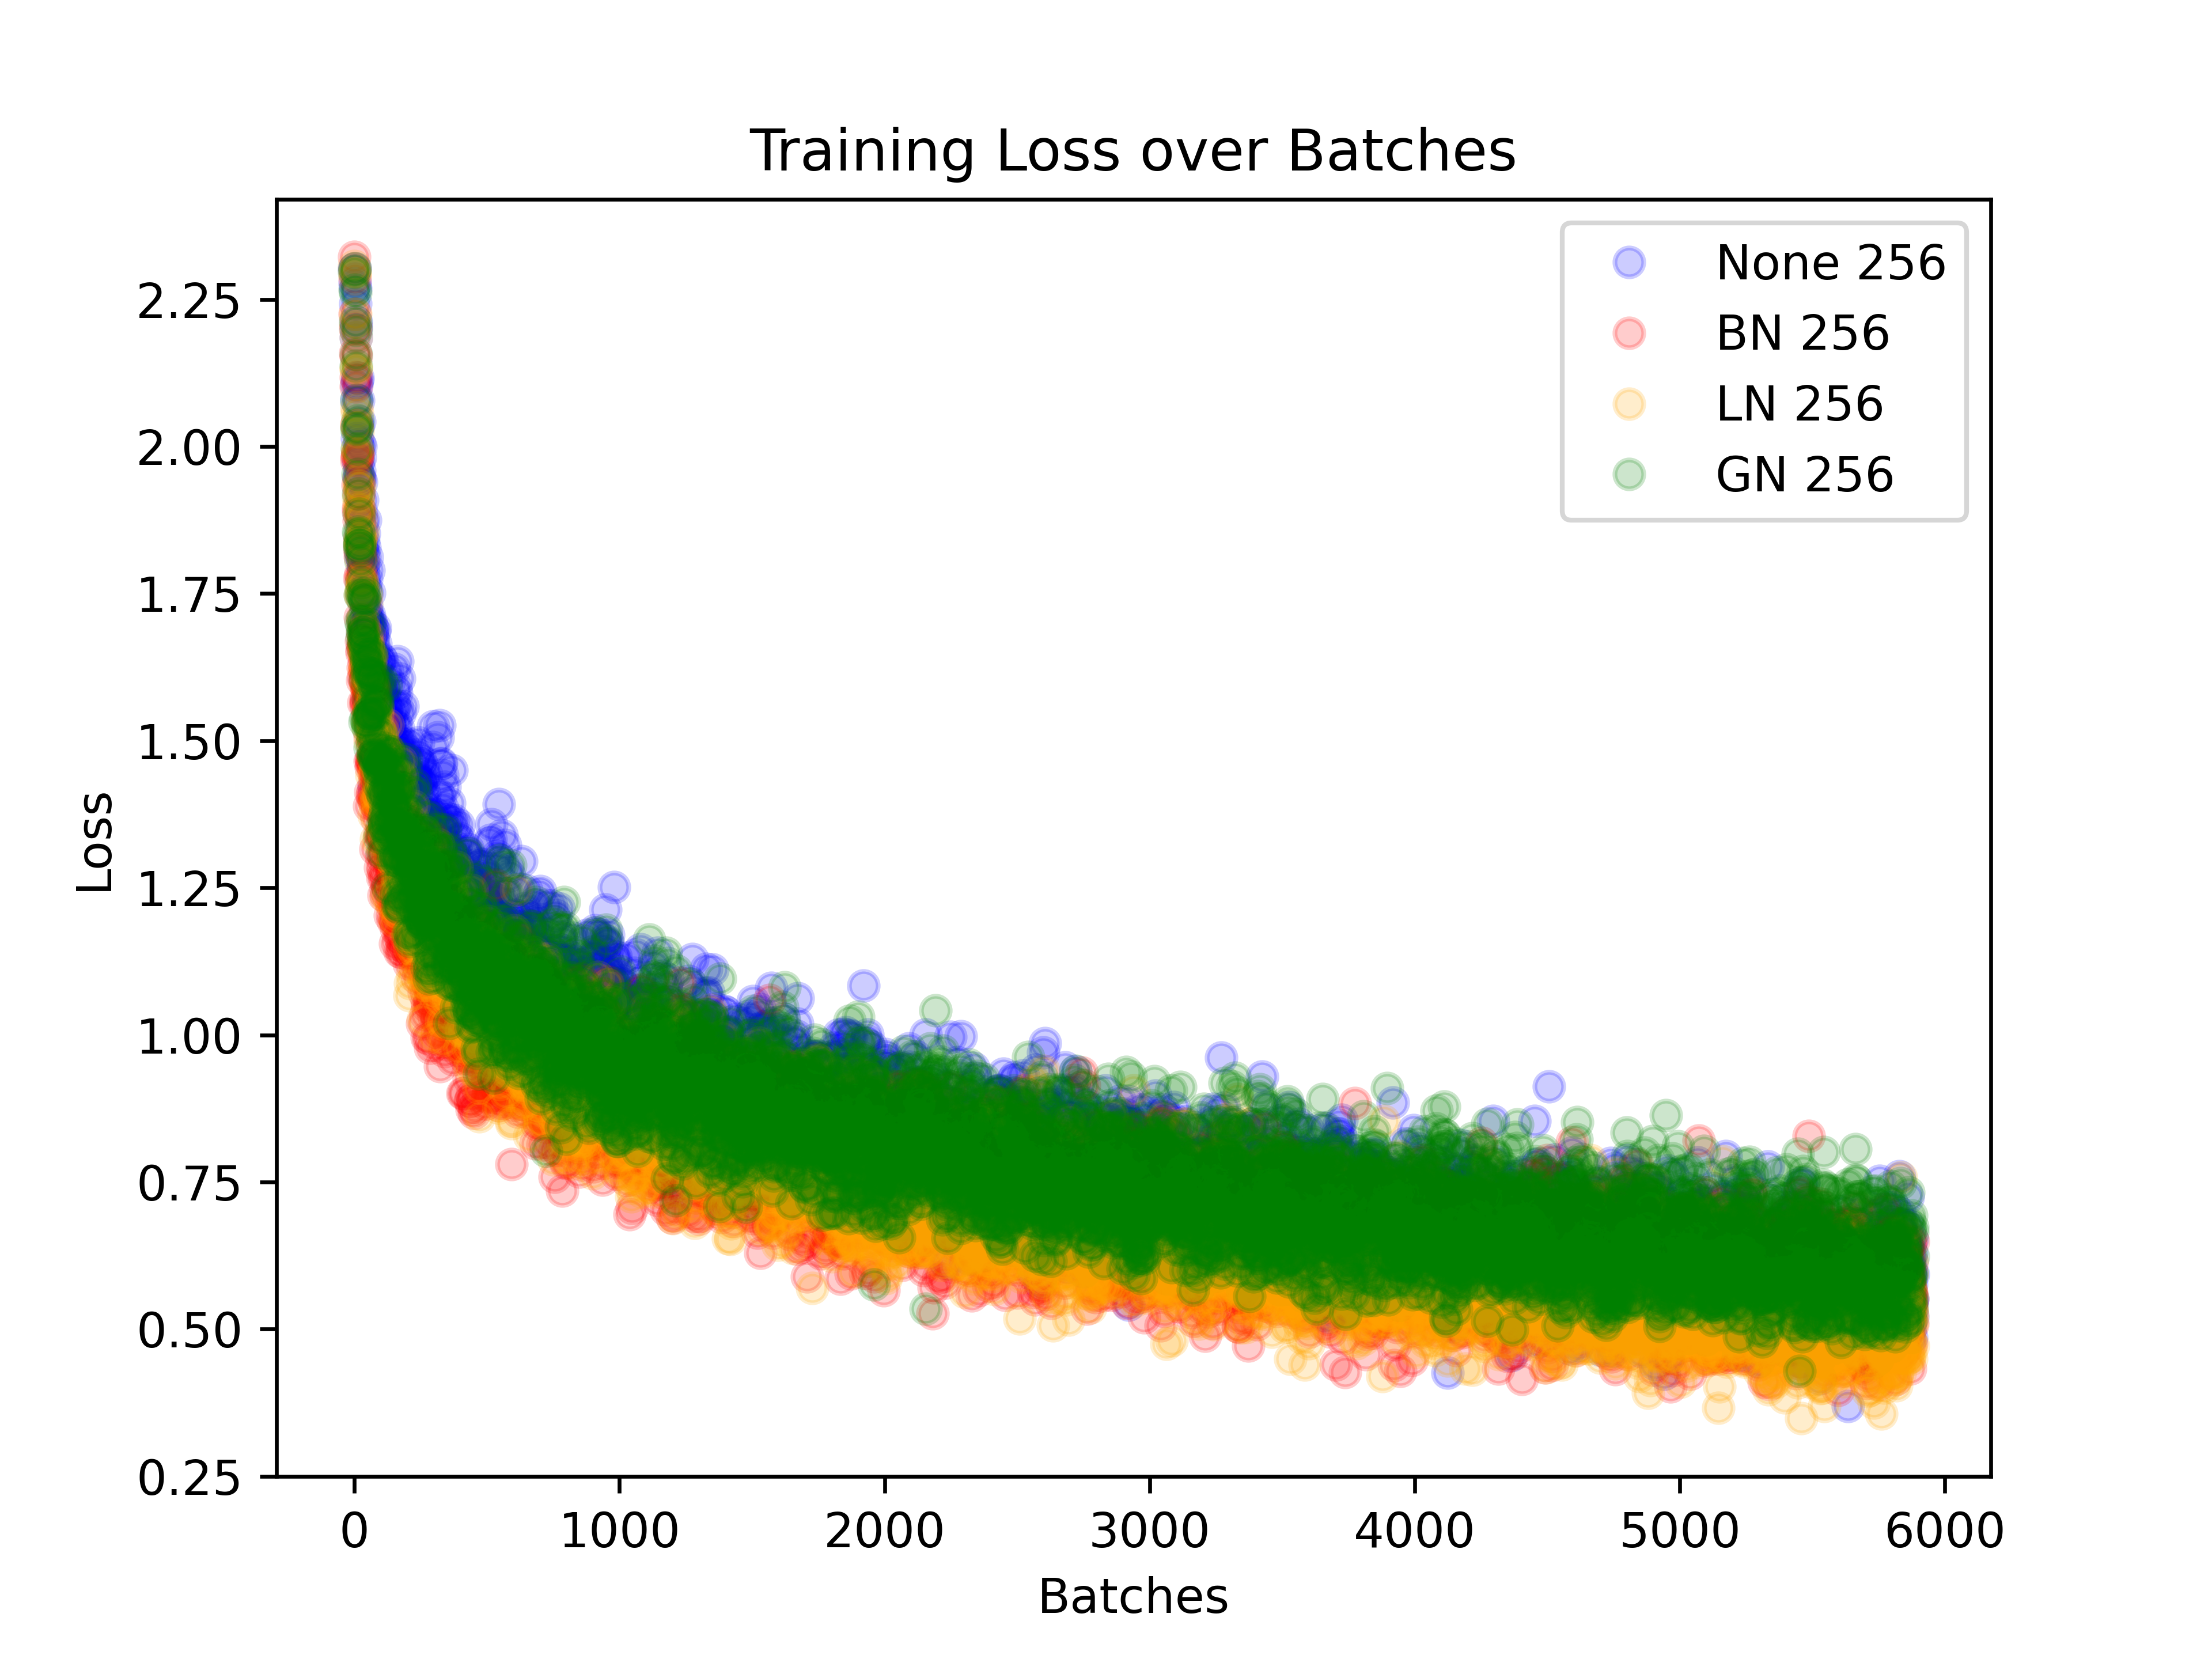 Training Loss over Batches
None 256
BN 256
LN 256
GN 256
Loss
2.25
2.00
1.75
1.50
1.25
1.00
0.75
0.50
0.25
0 1000 2000 3000 4000 5000 6000
Batches